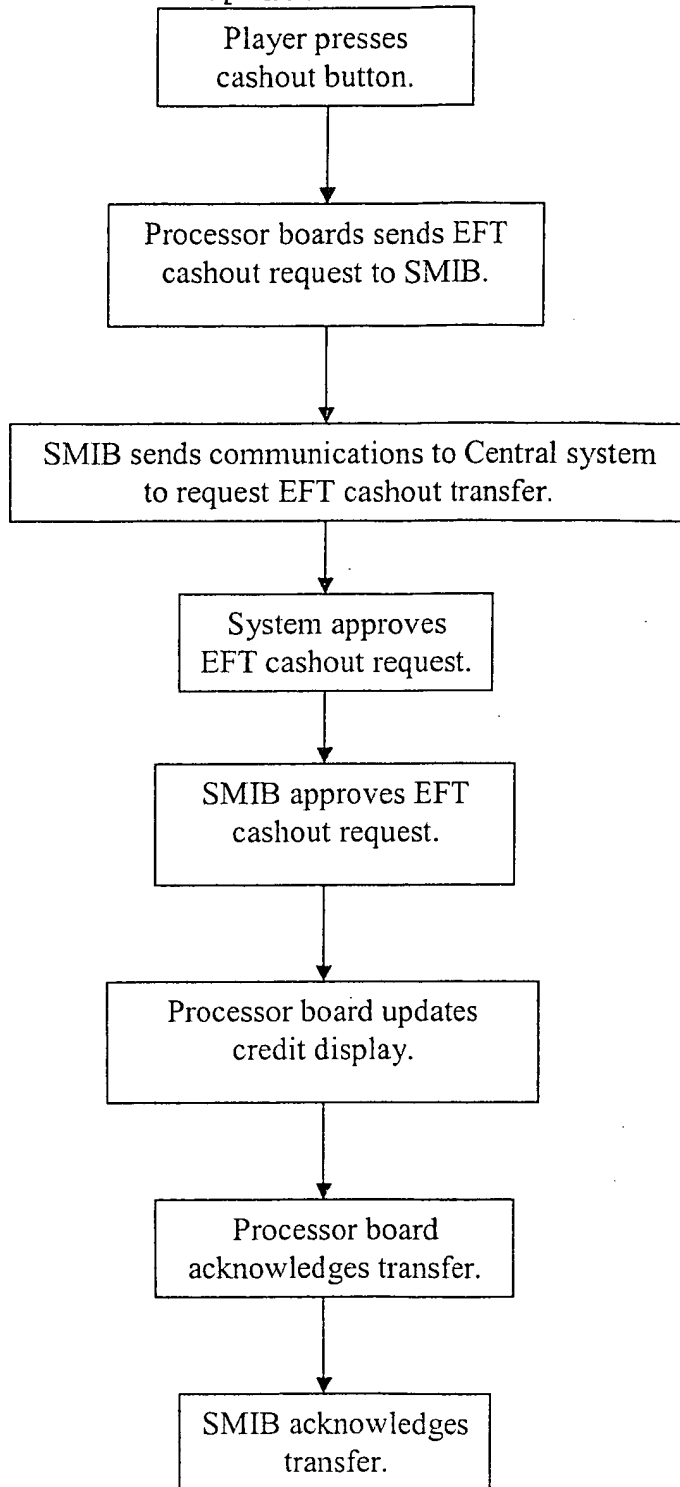 Player presses
cashout button.
Processor boards sends EFT
cashout request to SMIB.
SMIB sends communications to Central system
to request EFT cashout transfer.
System approves
EFT cashout request.
SMIB approves EFT
cashout request.
Processor board updates
credit display.
Processor board
acknowledges transfer.
SMIB acknowledges
transfer.